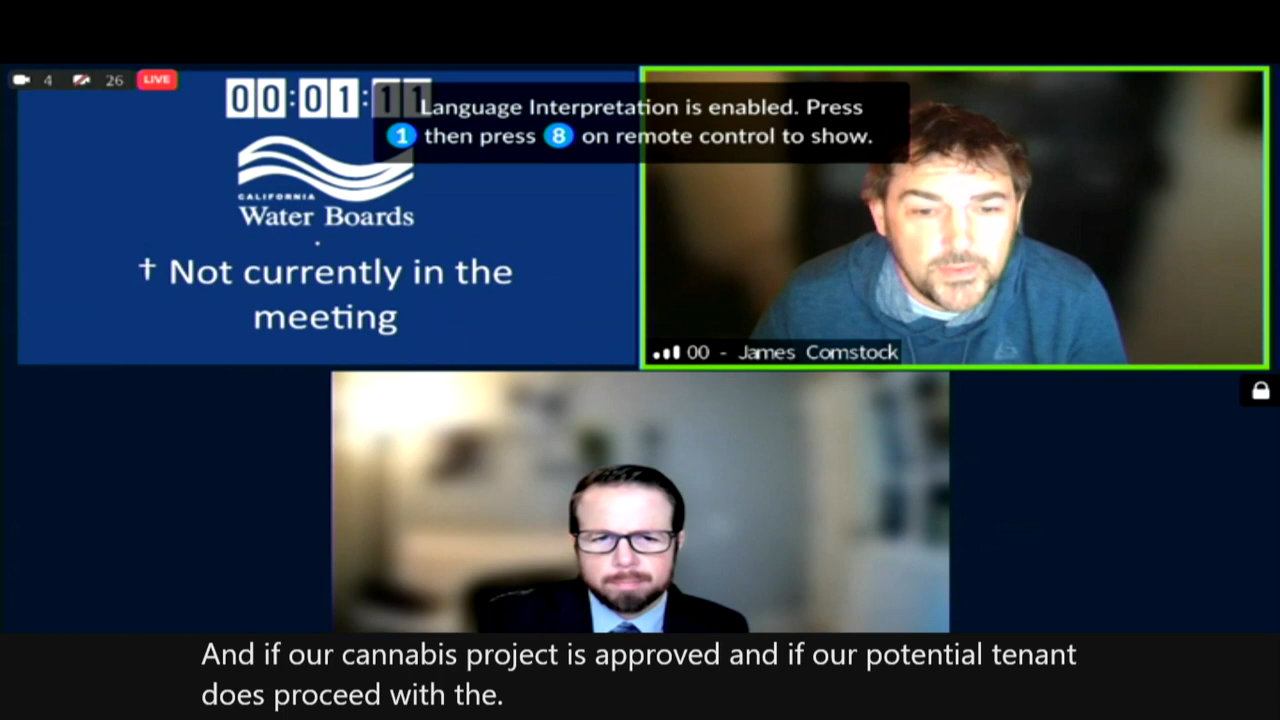 4 26 LIVE
00:01:11
Language Interpretation is enabled. Press
1 then press 8 on remote control to show.
CALIFORNIA
Water Boards
† Not currently in the
meeting
00 - James Comstock
And if our cannabis project is approved and if our potential tenant
does proceed with the.